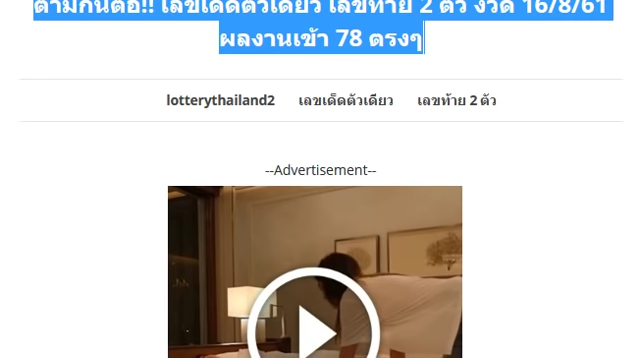 ตามกันต่อ!! เลขเด็ดตัวเดียว เลขท้าย 2 ตัว งวด 16/8/61
ผลงานเข้า 78 ตรงๆ
lotterythailand2 เลขเด็ดตัวเดียว เลขท้าย 2 ตัว
--Advertisement--